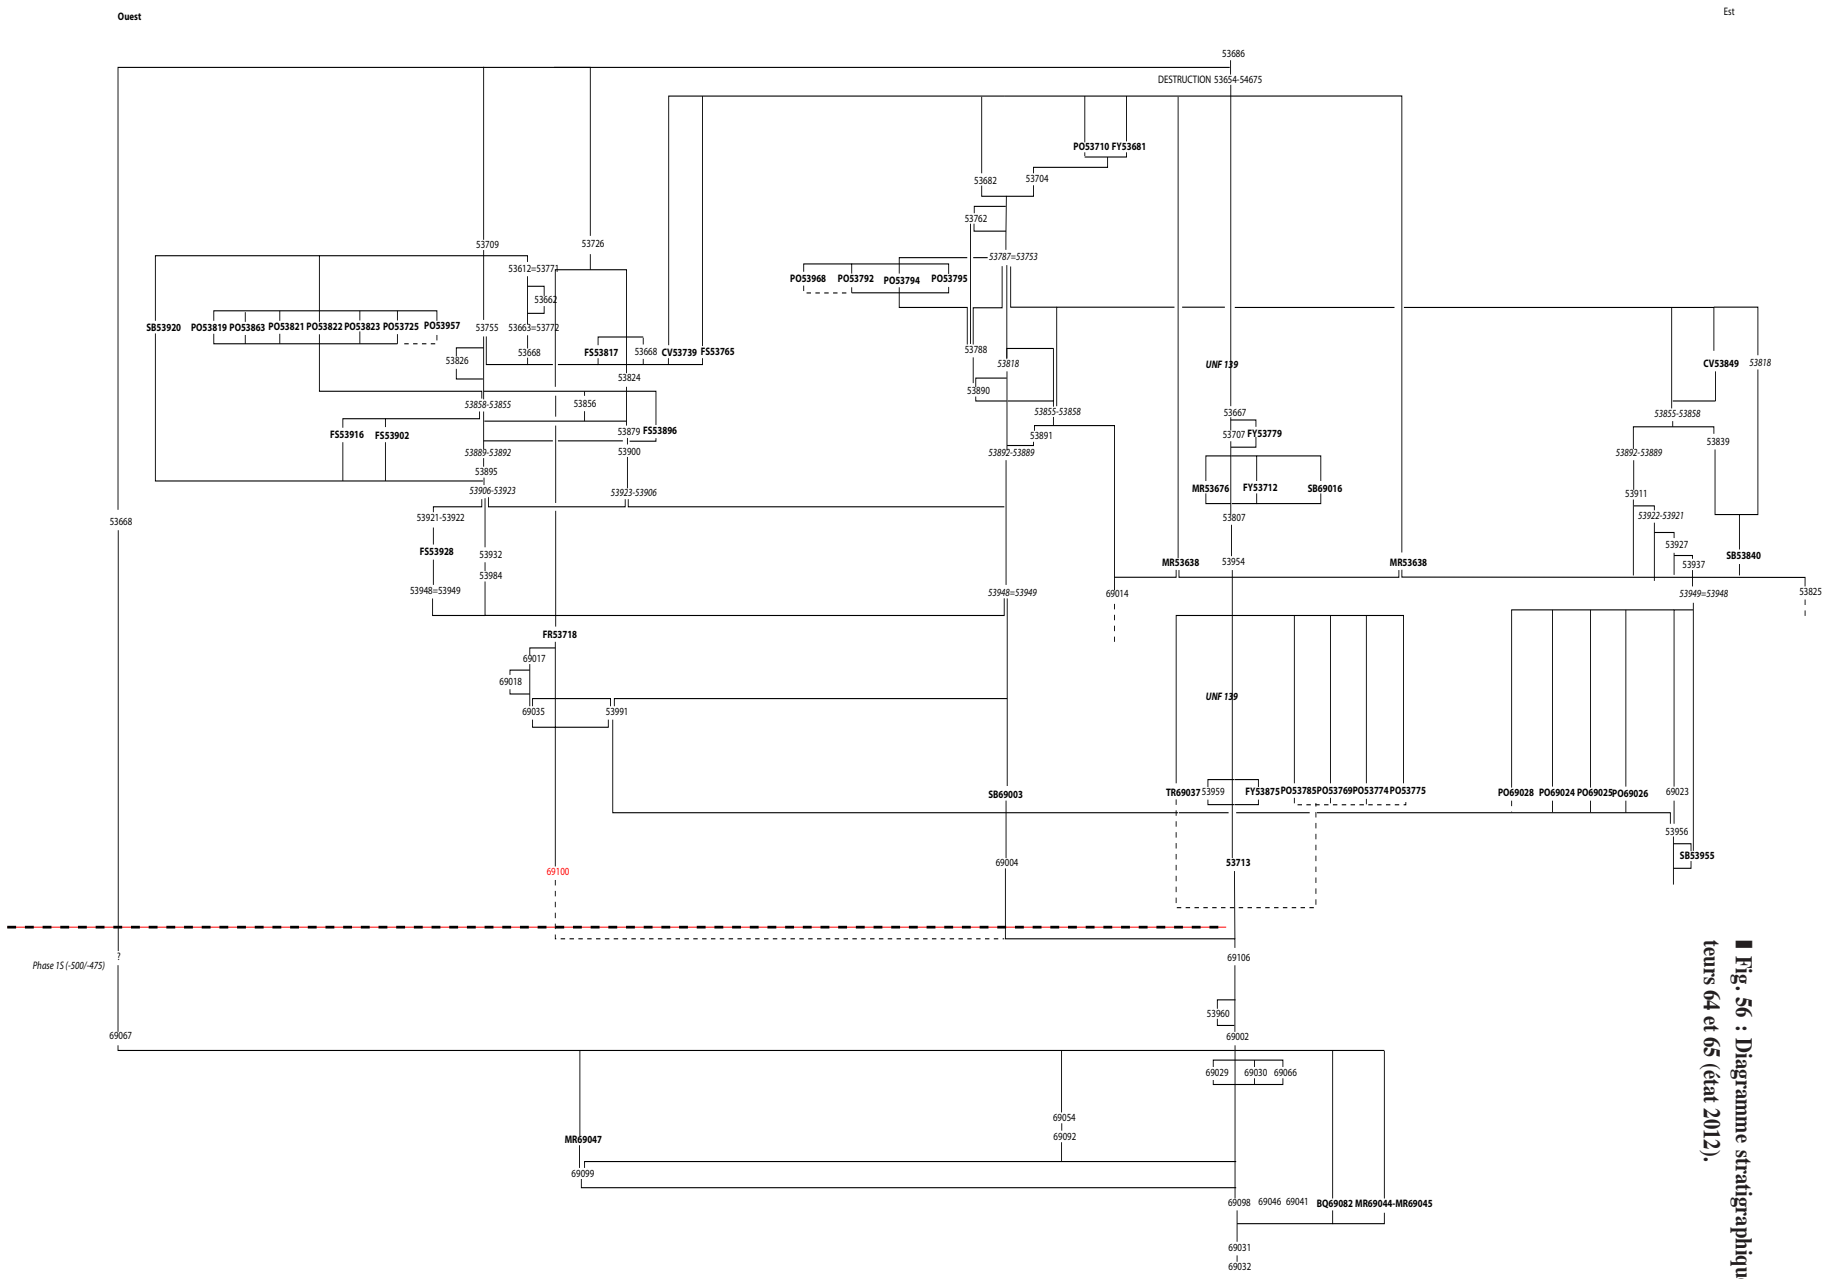 Ouest
Est
53686
DESTRUCTION 53654-54675
PO53710 FY53681
53682
53704
53762
53709
53726
53787=53753
53612=53771
PO53968
PO53792
PO53794
PO53795
53662
SB53920
PO53819
PO53863
PO53821
PO53822
PO53823
PO53725
PO53957
53755
53663=53772
53826
53668
FS53817
53668
CV53739
FS53765
53788
53818
UNF 139
CV53849
53818
53824
53890
53858-53855
53856
53855-53858
53667
53855-53858
FS53916
FS53902
53879
FS53896
53891
53707
FY53779
53839
53889-53892
53900
53892-53889
53892-53889
53895
53906-53923
53923-53906
MR53676
FY53712
SB69016
53911
53668
53921-53922
53807
53922-53921
53927
FS53928
53932
MR53638
53954
MR53638
53937
SB53840
53984
53948=53949
53948=53949
69014
53949=53948
53825
FR53718
69017
69018
UNF 139
69035
53991
SB69003
TR69037
53959
FY53875
PO53785
PO53769
PO53774
PO53775
PO69028
PO69024
PO69025
PO69026
69023
53956
SB53955
69100
69004
53713
?
Phase 1S (-500/-475)
69106
53960
69067
69002
69029
69030
69066
69054
69092
MR69047
69099
69098
69046
69041
BQ69082
MR69044-MR69045
69031
69032
Fig. 56 : Diagramme stratigraphiqu
teurs 64 et 65 (état 2012).